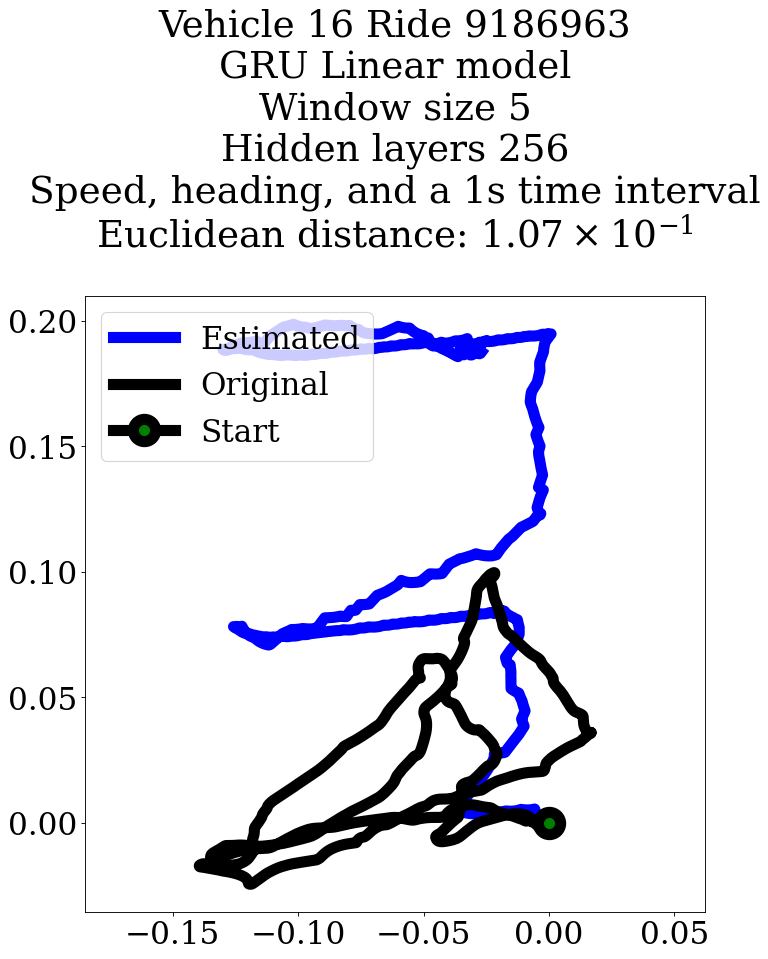 Vehicle 16 Ride 9186963
GRU Linear model
Window size 5
Hidden layers 256
Speed, heading, and a 1s time interval
Euclidean distance: 1.07 × 10⁻¹
0.20
0.15
0.10
0.05
0.00
Estimated
Original
Start
−0.15 −0.10 −0.05 0.00 0.05